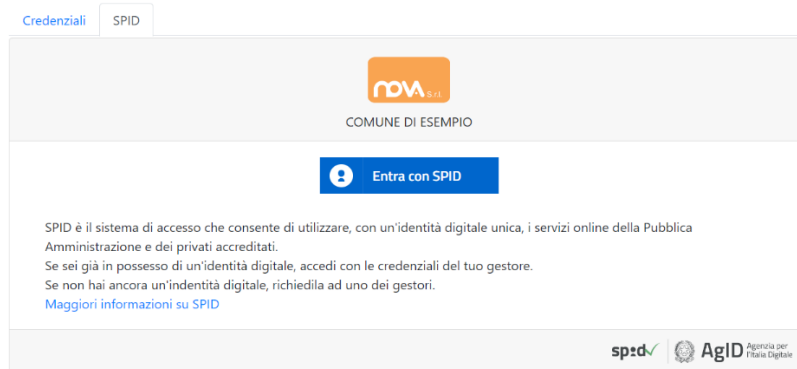 Credenziali SPID
NOVA S.r.l.
COMUNE DI ESEMPIO
Entra con SPID
SPID è il sistema di accesso che consente di utilizzare, con un'identità digitale unica, i servizi online della Pubblica
Amministrazione e dei privati accreditati.
Se sei già in possesso di un'identità digitale, accedi con le credenziali del tuo gestore.
Se non hai ancora un'indentità digitale, richiedila ad uno dei gestori.
Maggiori informazioni su SPID
spid AgID Agenzia per
l'Italia Digitale